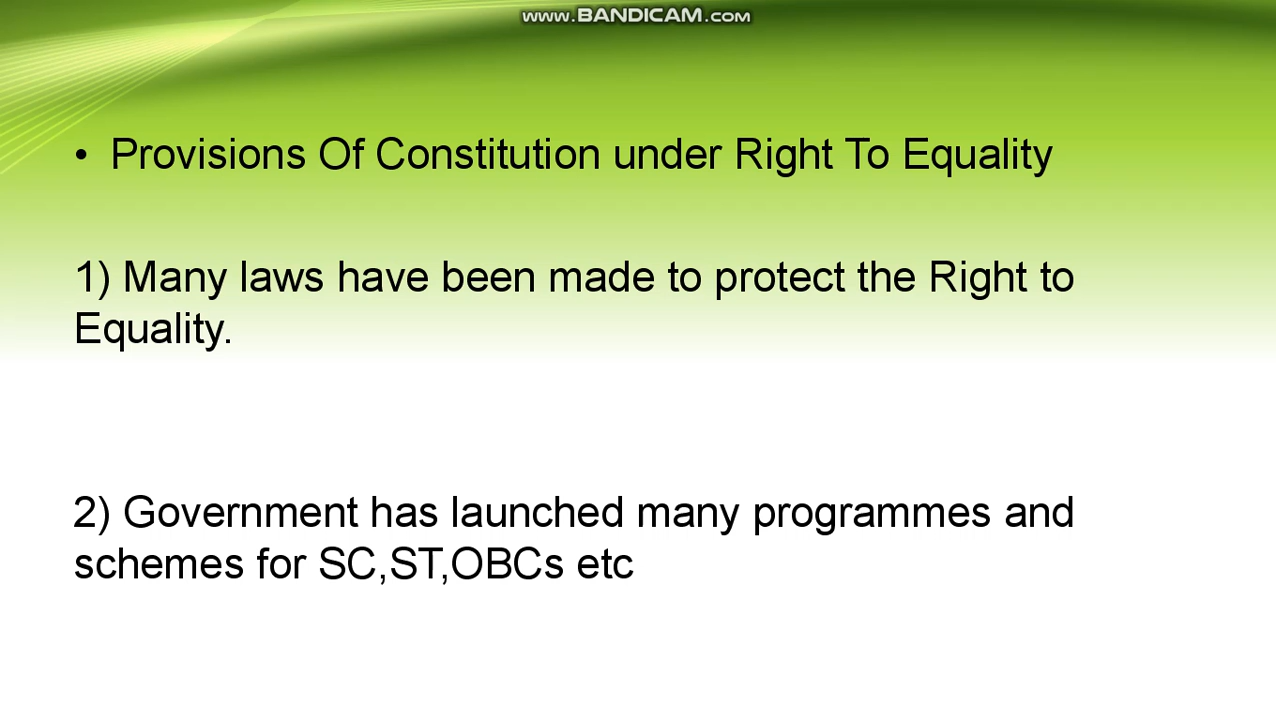 www.BANDICAM.com
• Provisions Of Constitution under Right To Equality
1) Many laws have been made to protect the Right to
Equality.
2) Government has launched many programmes and
schemes for SC,ST,OBCs etc